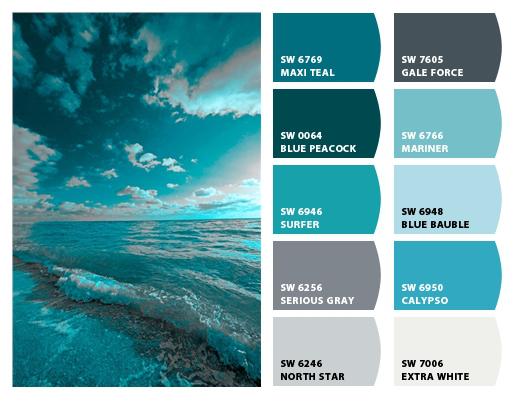 SW 6769
MAXI TEAL
SW 7605
GALE FORCE
SW 0064
BLUE PEACOCK
SW 6766
MARINER
SW 6946
SURFER
SW 6948
BLUE BAUBLE
SW 6256
SERIOUS GRAY
SW 6950
CALYPSO
SW 6246
NORTH STAR
SW 7006
EXTRA WHITE